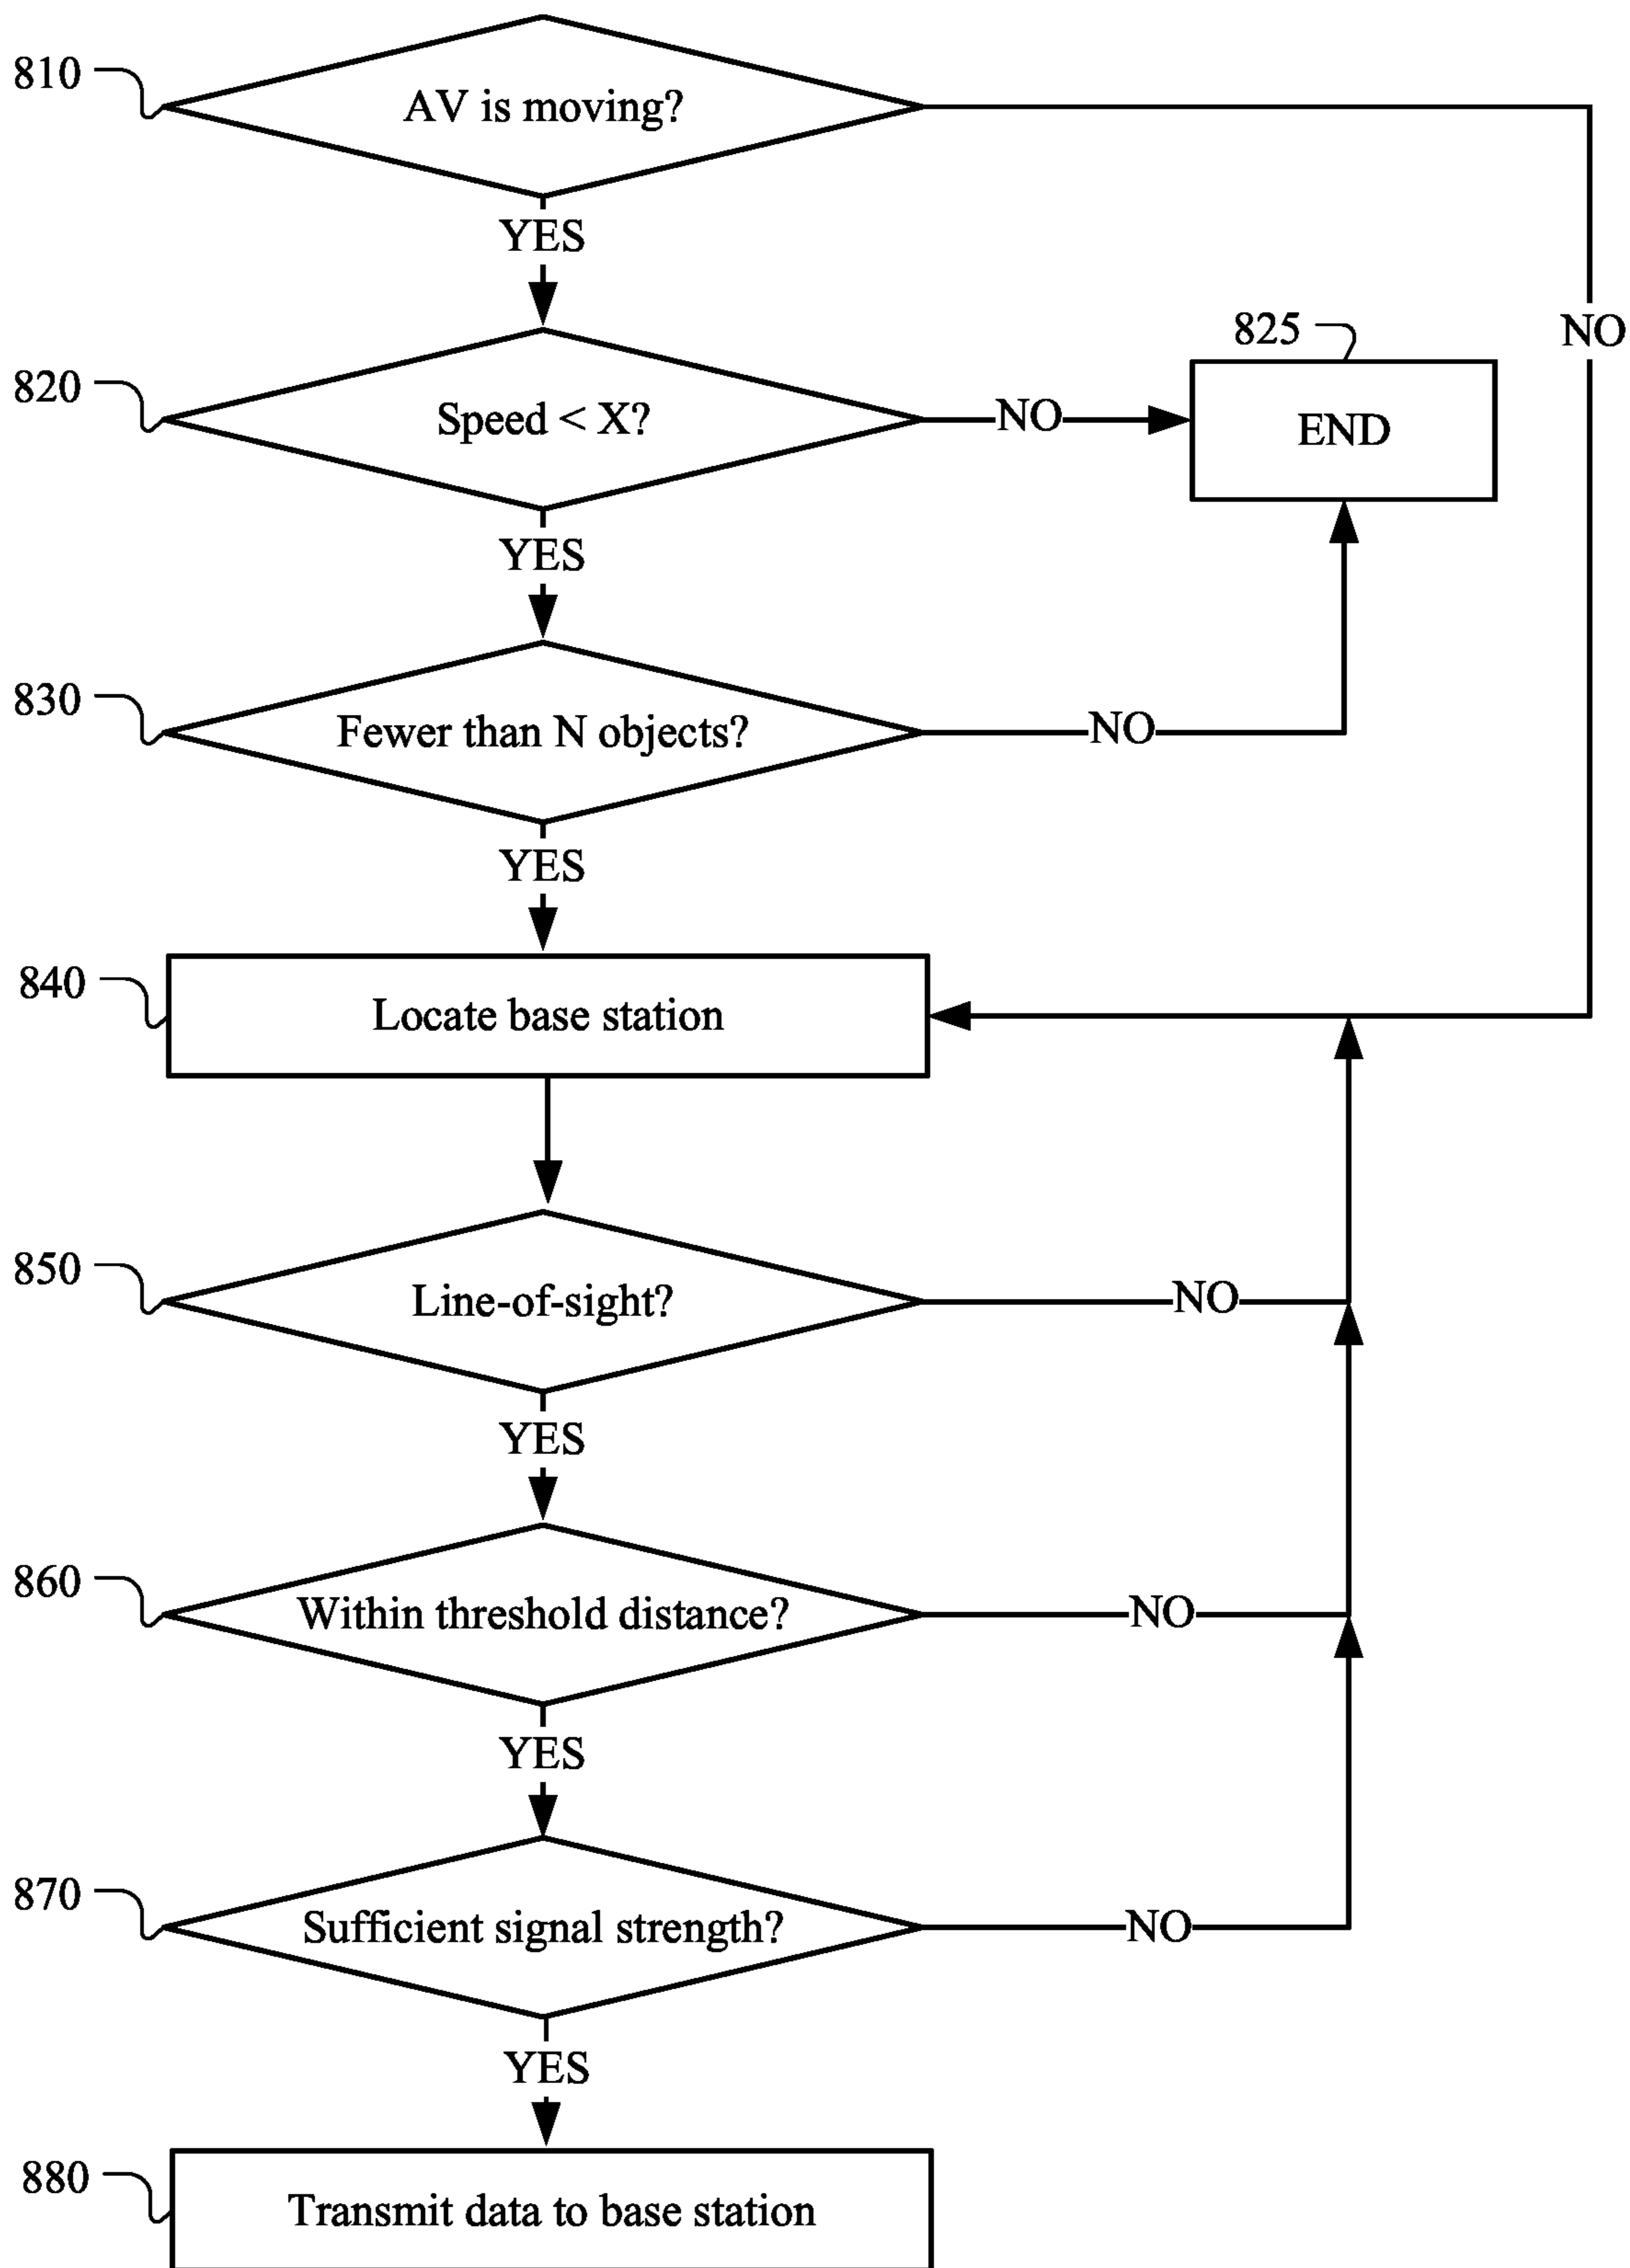 810
AV is moving?
YES
NO
825
820
Speed < X?
NO
END
YES
830
Fewer than N objects?
NO
YES
840
Locate base station
850
Line-of-sight?
NO
YES
860
Within threshold distance?
NO
YES
870
Sufficient signal strength?
NO
YES
880
Transmit data to base station